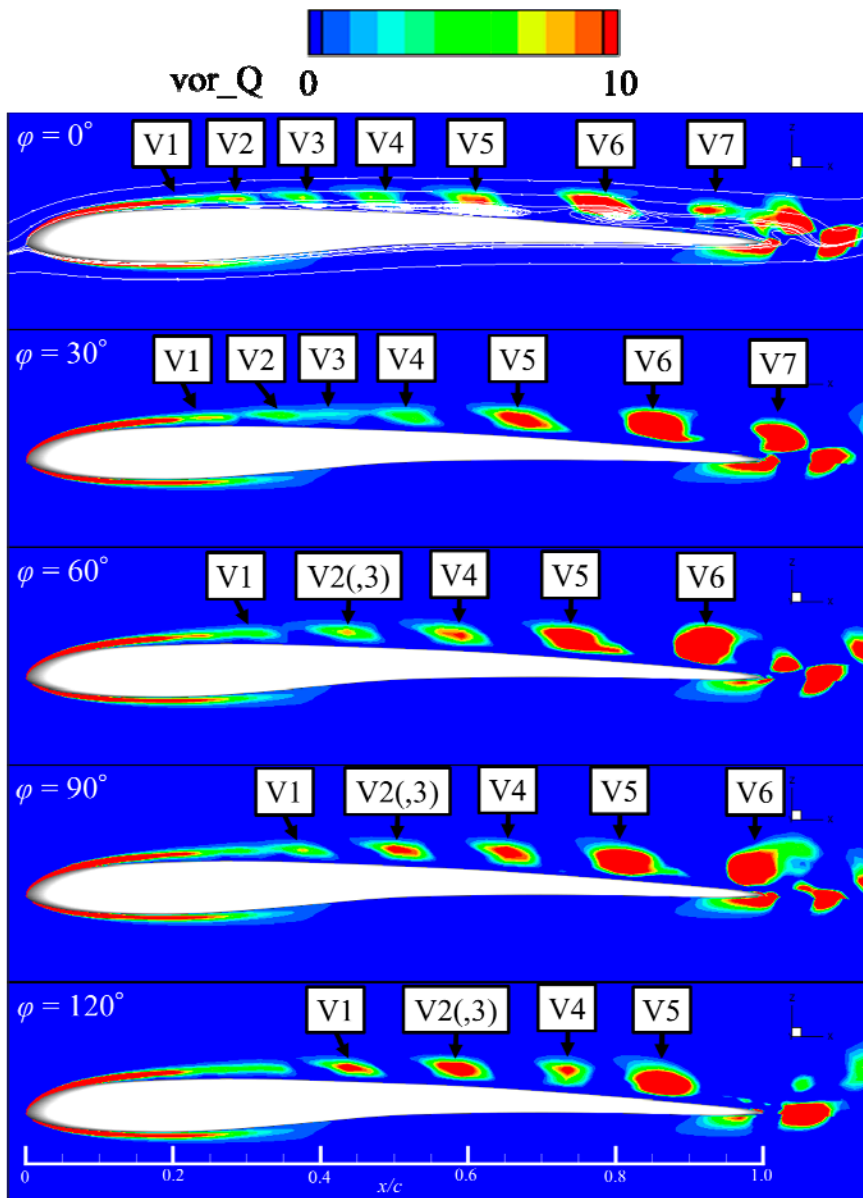 vor_Q 0 10
φ = 0°
V1 V2 V3 V4 V5 V6 V7
z
x
φ = 30°
V1 V2 V3 V4 V5 V6 V7
z
x
φ = 60°
V1 V2(,3) V4 V5 V6
z
x
φ = 90°
V1 V2(,3) V4 V5 V6
z
x
φ = 120°
V1 V2(,3) V4 V5
z
x
0 0.2 0.4 0.6 0.8 1.0
x/c